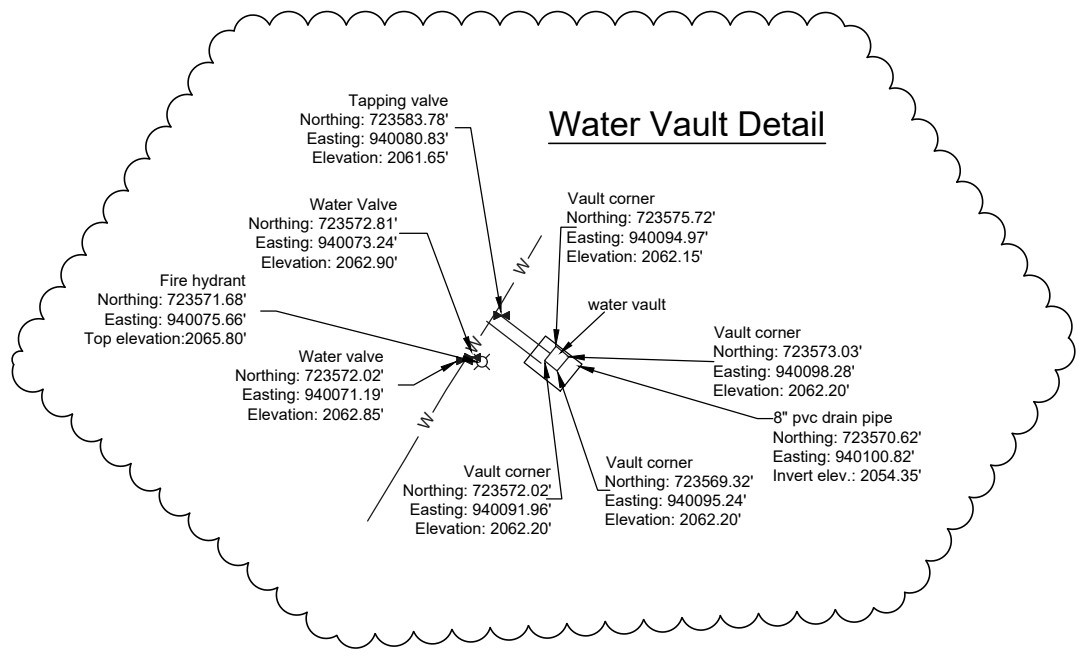 Water Vault Detail
Tapping valve
Northing: 723583.78'
Easting: 940080.83'
Elevation: 2061.65'
Water Valve
Northing: 723572.81'
Easting: 940073.24'
Elevation: 2062.90'
Fire hydrant
Northing: 723571.68'
Easting: 940075.66'
Top elevation:2065.80'
Water valve
Northing: 723572.02'
Easting: 940071.19'
Elevation: 2062.85'
Vault corner
Northing: 723572.02'
Easting: 940091.96'
Elevation: 2062.20'
Vault corner
Northing: 723575.72'
Easting: 940094.97'
Elevation: 2062.15'
water vault
Vault corner
Northing: 723573.03'
Easting: 940098.28'
Elevation: 2062.20'
8" pvc drain pipe
Northing: 723570.62'
Easting: 940100.82'
Invert elev.: 2054.35'
Vault corner
Northing: 723569.32'
Easting: 940095.24'
Elevation: 2062.20'
W
W
W